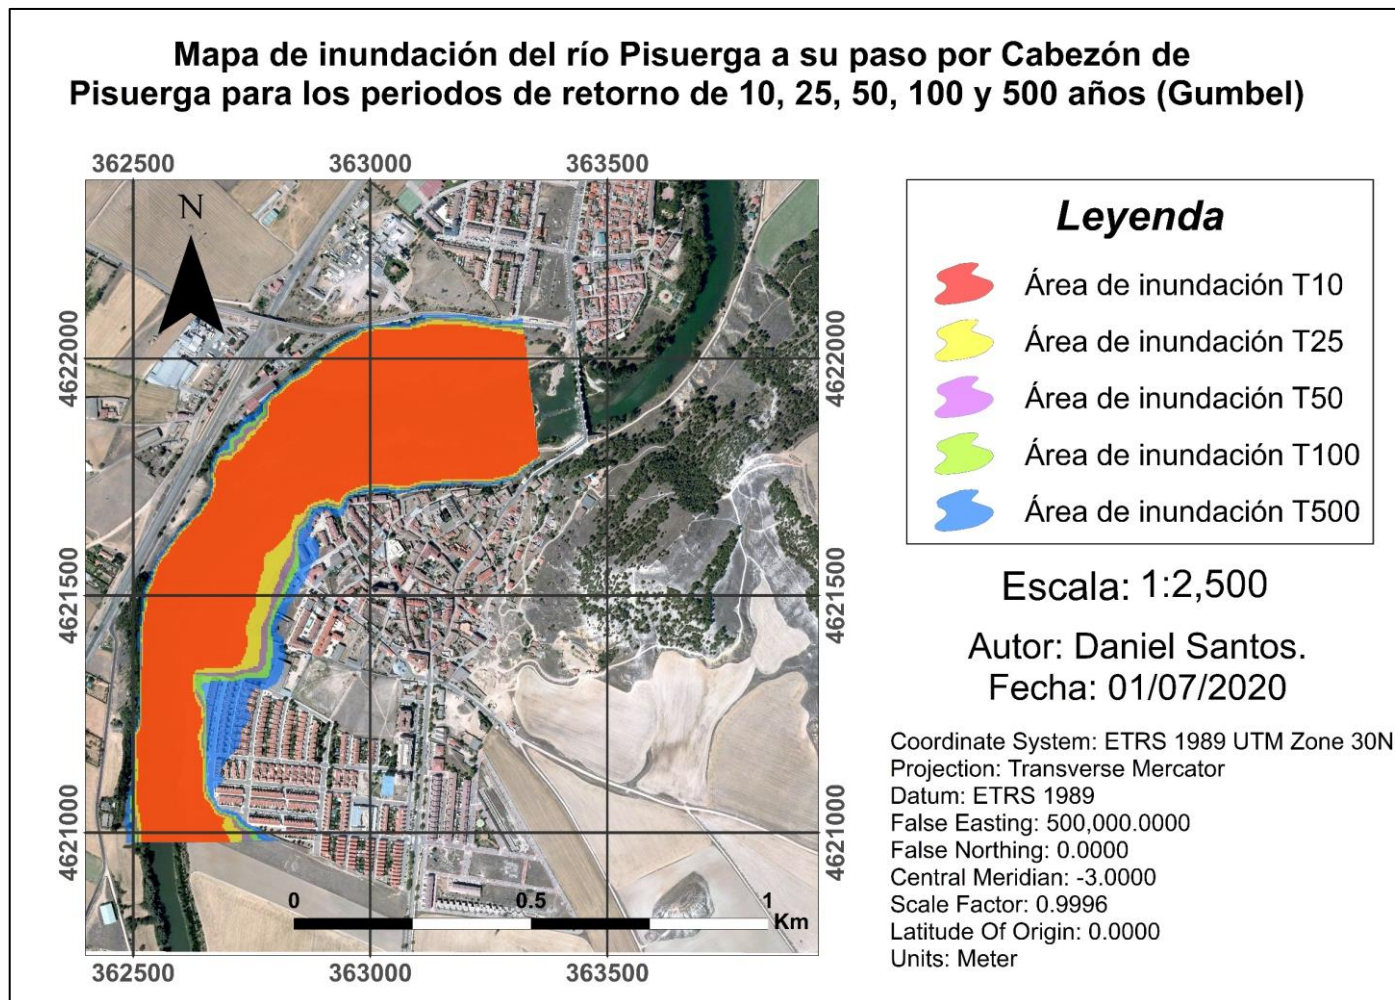 Mapa de inundación del río Pisuerga a su paso por Cabezón de
Pisuerga para los periodos de retorno de 10, 25, 50, 100 y 500 años (Gumbel)
362500 363000 363500
N
4622000 4622000
4621500 4621500
4621000 4621000
0 0.5 1
Km
362500 363000 363500
Leyenda
Área de inundación T10
Área de inundación T25
Área de inundación T50
Área de inundación T100
Área de inundación T500
Escala: 1:2,500
Autor: Daniel Santos.
Fecha: 01/07/2020
Coordinate System: ETRS 1989 UTM Zone 30N
Projection: Transverse Mercator
Datum: ETRS 1989
False Easting: 500,000.0000
False Northing: 0.0000
Central Meridian: -3.0000
Scale Factor: 0.9996
Latitude Of Origin: 0.0000
Units: Meter